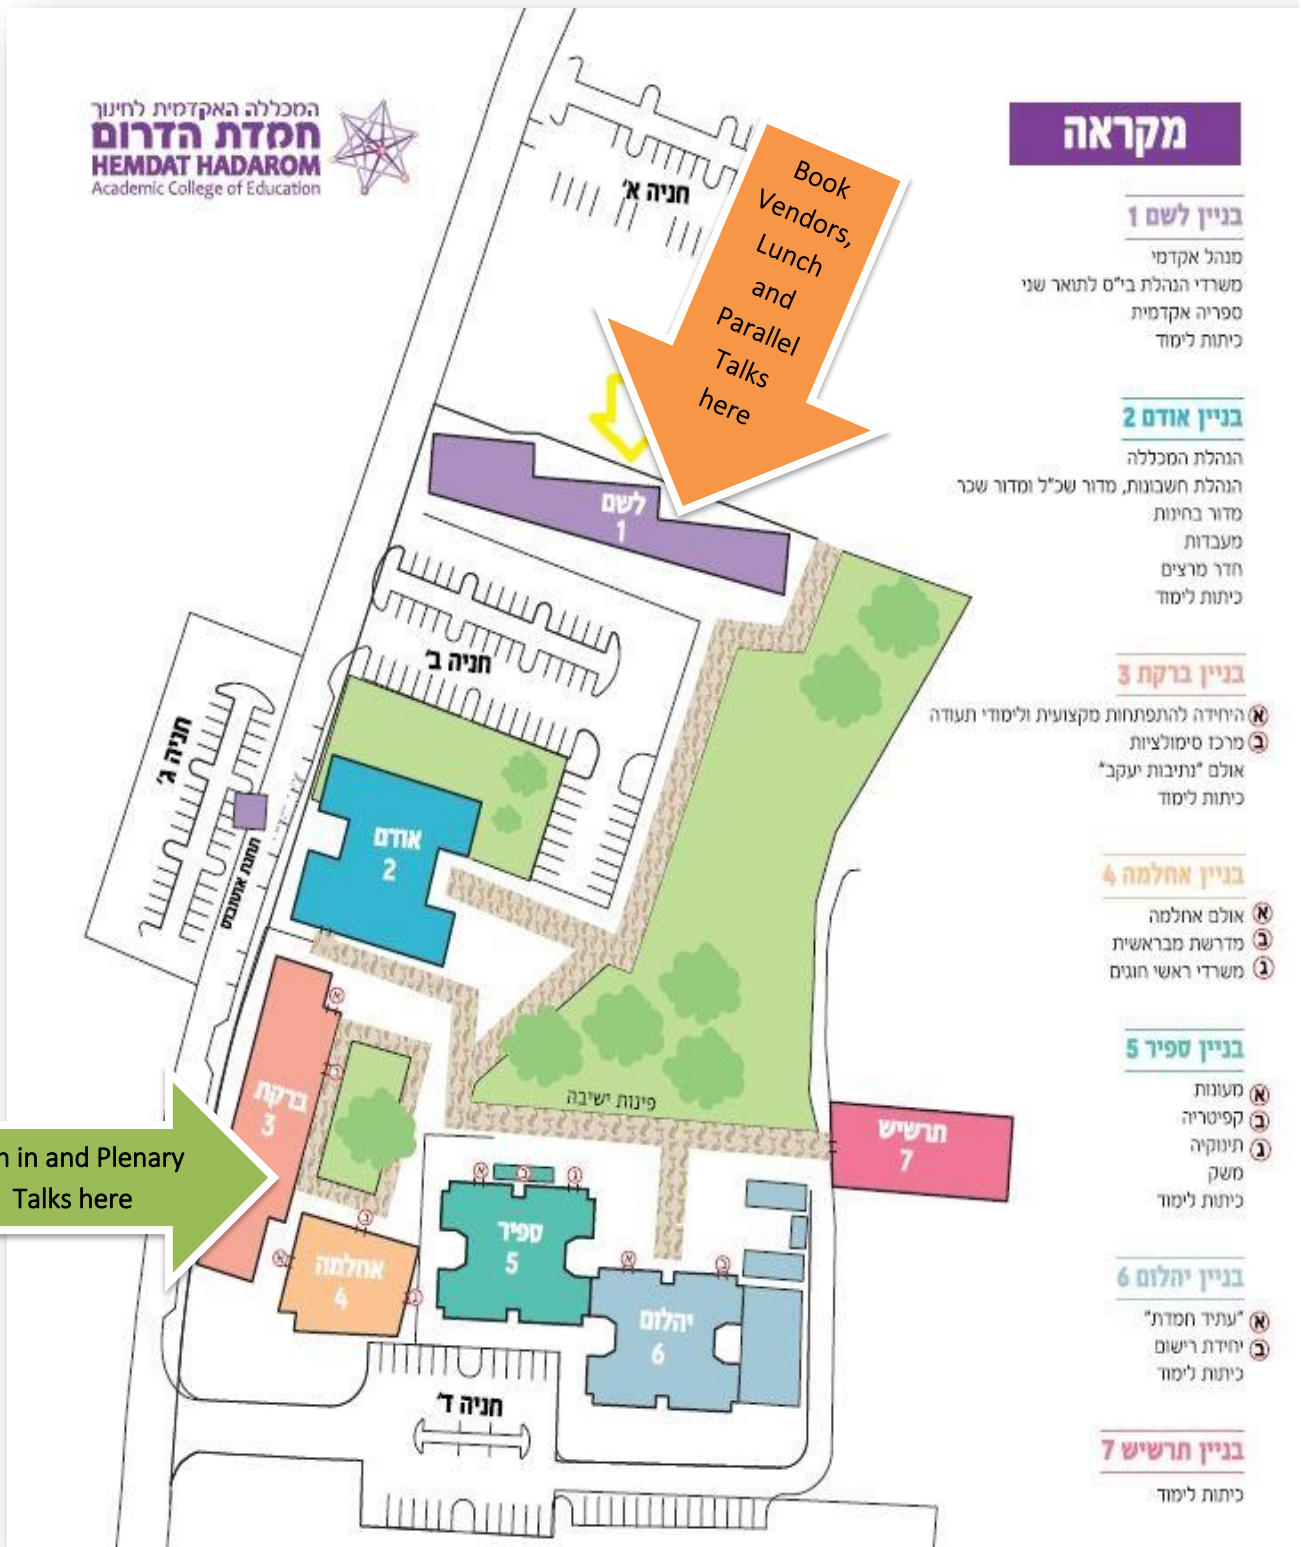 המכללה האקדמית לחינוך
חמדת הדרום
HEMDAT HADAROM
Academic College of Education
מקראה
בניין לשם 1
מנהל אקדמי
משרדי הנהלת בי"ס לתואר שני
ספריה אקדמית
כיתות לימוד
בניין אודם 2
הנהלת המכללה
הנהלת חשבונות, מדור שכ"ל ומדור שכר
מדור בחינות
מעבדות
חדר מרצים
כיתות לימוד
בניין ברקת 3
א היחידה להתפתחות מקצועית ולימודי תעודה
ב מרכז סימולציות
אולם "נתיבות יעקב"
כיתות לימוד
בניין אחלמה 4
א אולם אחלמה
ב מדרשת מבראשית
ג משרדי ראשי חוגים
בניין ספיר 5
א מעונות
ב קפיטריה
ג תינוקיה
משק
כיתות לימוד
בניין יהלום 6
א "עתיד חמדת"
ב יחידת רישום
כיתות לימוד
בניין תרשיש 7
כיתות לימוד
חניה א'
Book
Vendors,
Lunch
and
Parallel
Talks
here
לשם
1
חניה ב'
חניה ג'
תחנת אוטובוס
אודם
2
א
ב
ברקת
3
פינות ישיבה
תרשיש
7
in and Plenary
Talks here
א
ב
ג
אחלמה
4
א
ב
ג
ספיר
5
א
ב
יהלום
6
חניה ד'